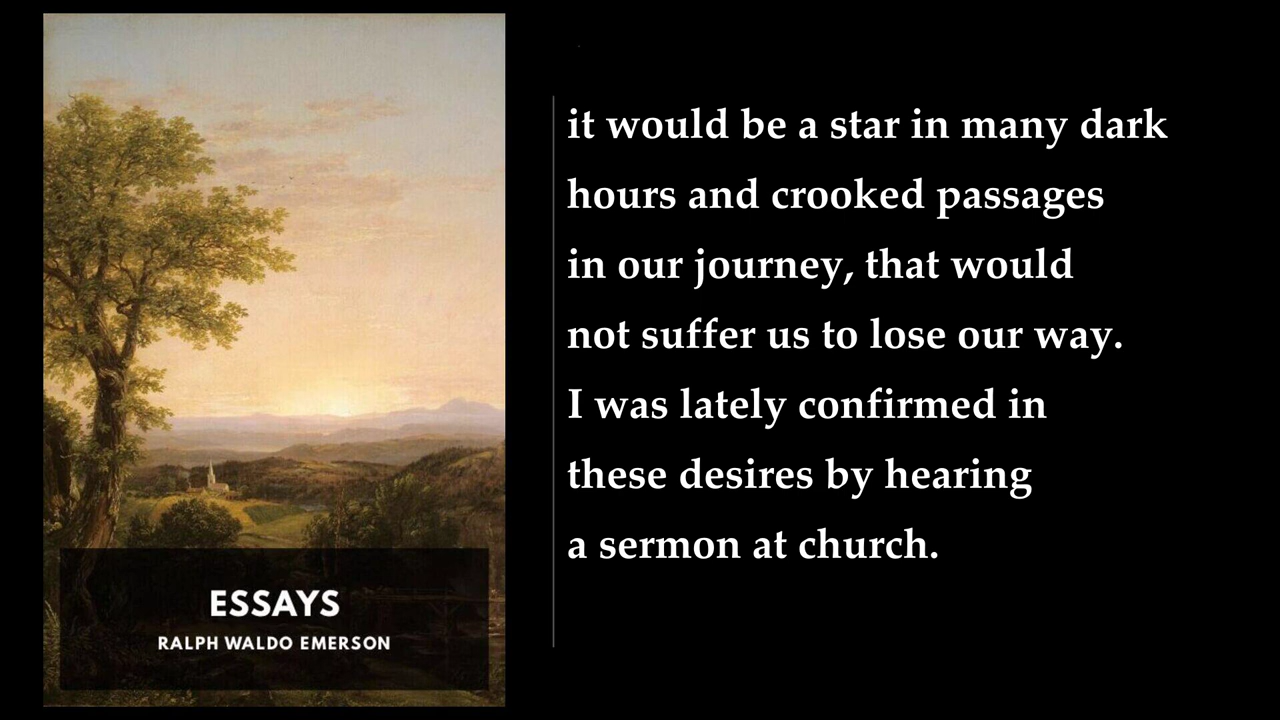 it would be a star in many dark
hours and crooked passages
in our journey, that would
not suffer us to lose our way.
I was lately confirmed in
these desires by hearing
a sermon at church.
ESSAYS
RALPH WALDO EMERSON